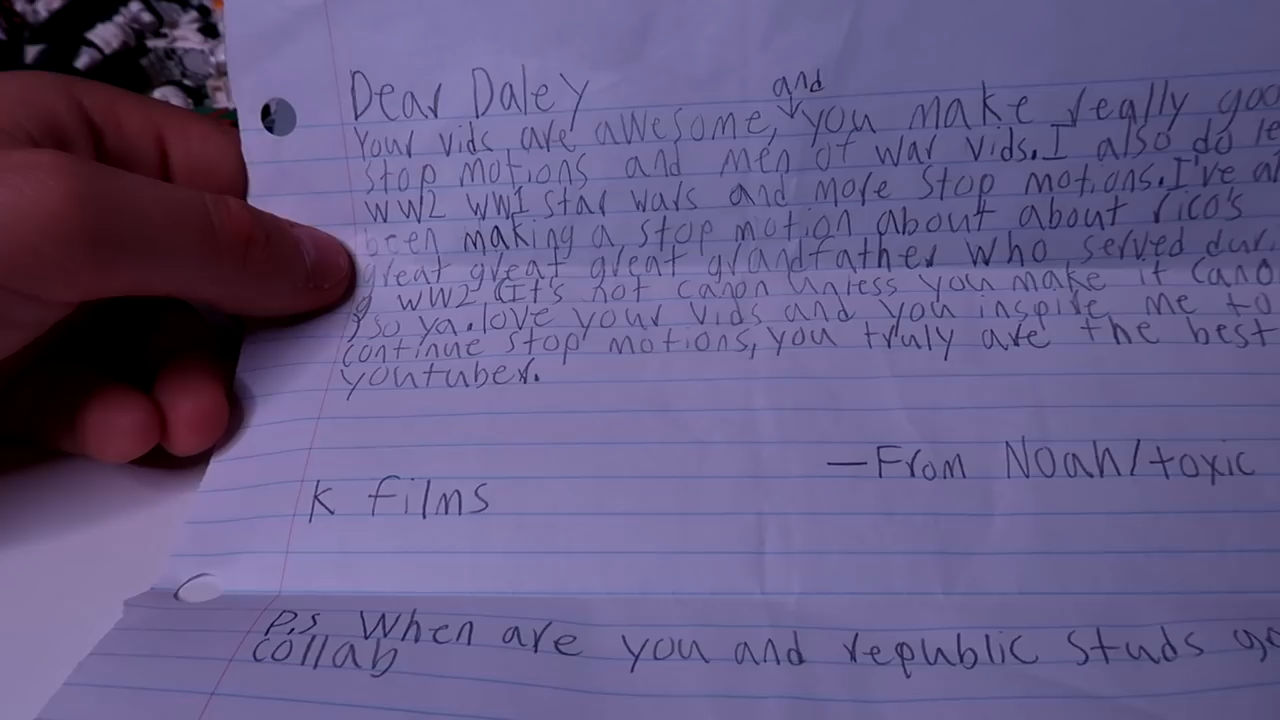 Dear Daley
and
Your vids are awesome, you make really goo
stop motions and men of war vids. I also do le
WW2 WW1 star wars and more stop motions. I've al
been making a stop motion about about rico's
great great great grandfather who served dur
g WW2 (It's not canon unless you make it cano
) so ya. love your vids and you inspire me to
continue stop motions, you truly are the best
youtuber.
—From Noah/toxic
K films
P.S When are you and republic studs go
collab